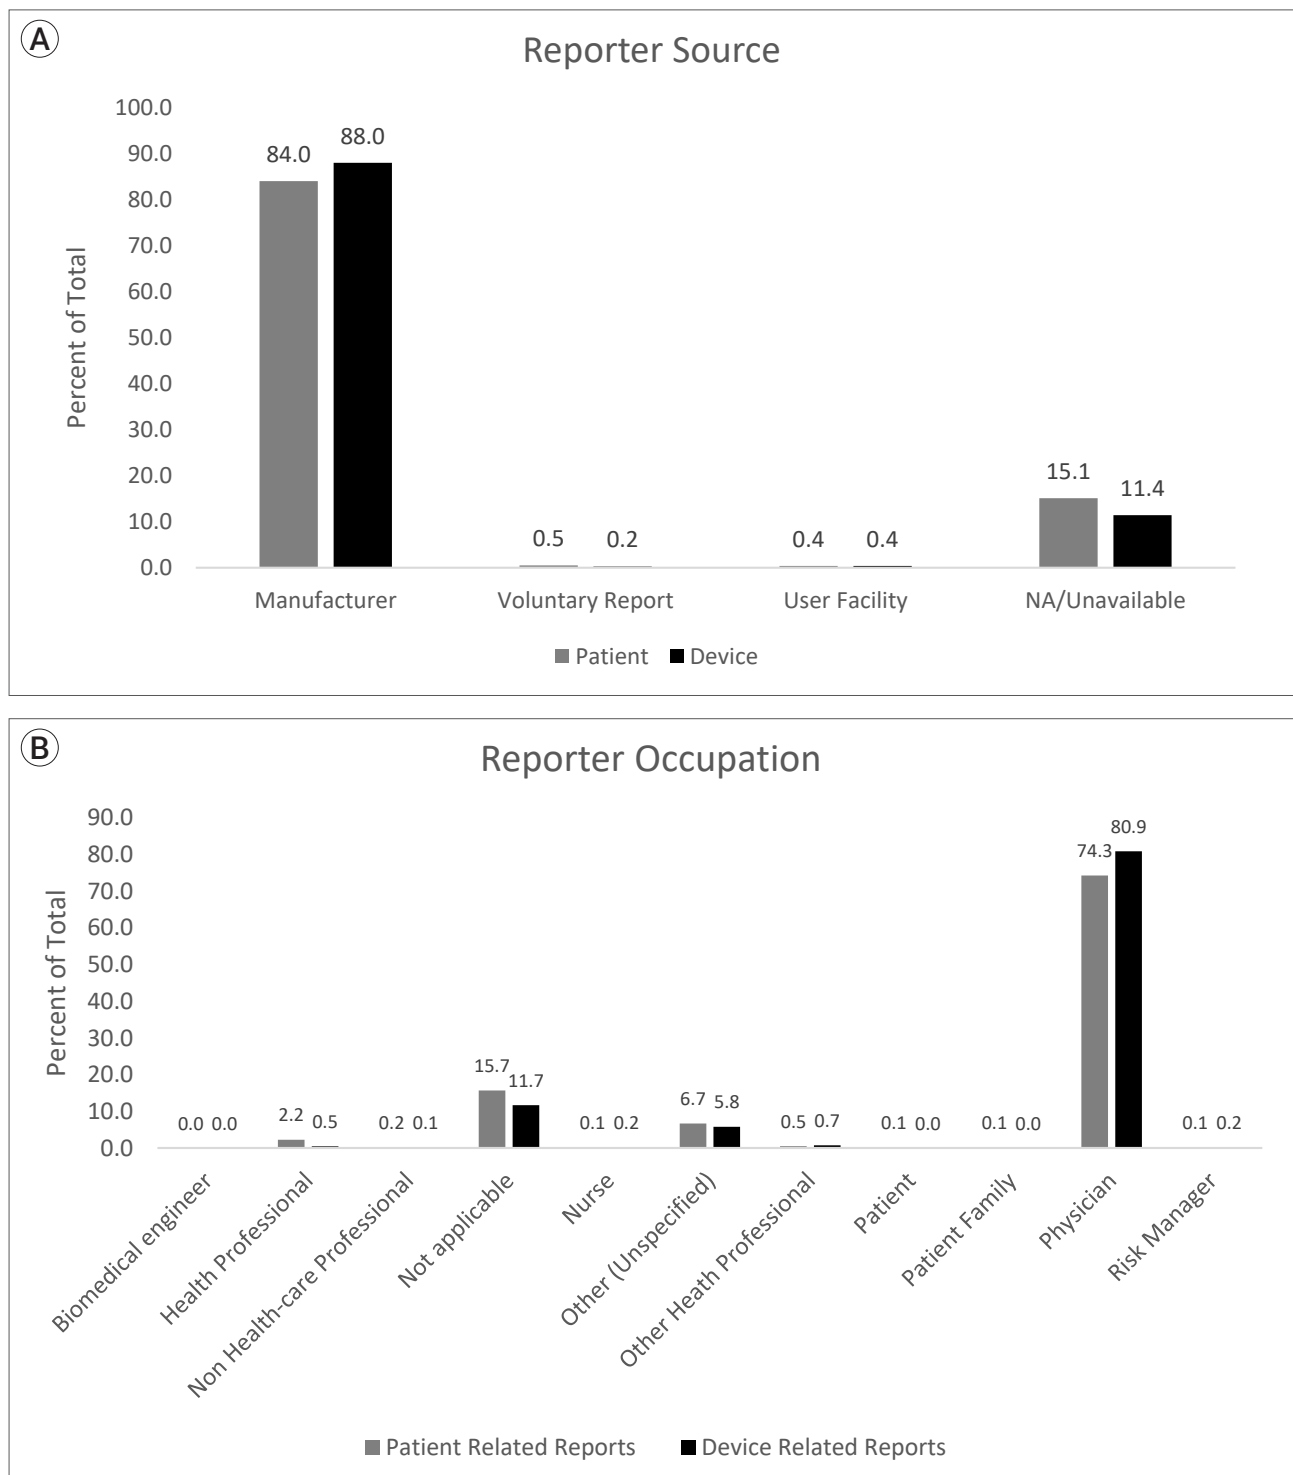 A
Reporter Source
100.0
90.0
80.0
70.0
60.0
50.0
40.0
30.0
20.0
10.0
0.0
Percent of Total
84.0 88.0
0.5 0.2
0.4 0.4
15.1 11.4
Manufacturer Voluntary Report User Facility NA/Unavailable
Patient Device
B
Reporter Occupation
90.0
80.0
70.0
60.0
50.0
40.0
30.0
20.0
10.0
0.0
Percent of Total
0.0 0.0
2.2 0.5
0.2 0.1
15.7 11.7
0.1 0.2
6.7 5.8
0.5 0.7
0.1 0.0
0.1 0.0
74.3 80.9
0.1 0.2
Biomedical engineer
Health Professional
Non Health-care Professional
Not applicable
Nurse
Other (Unspecified)
Other Heath Professional
Patient
Patient Family
Physician
Risk Manager
Patient Related Reports Device Related Reports